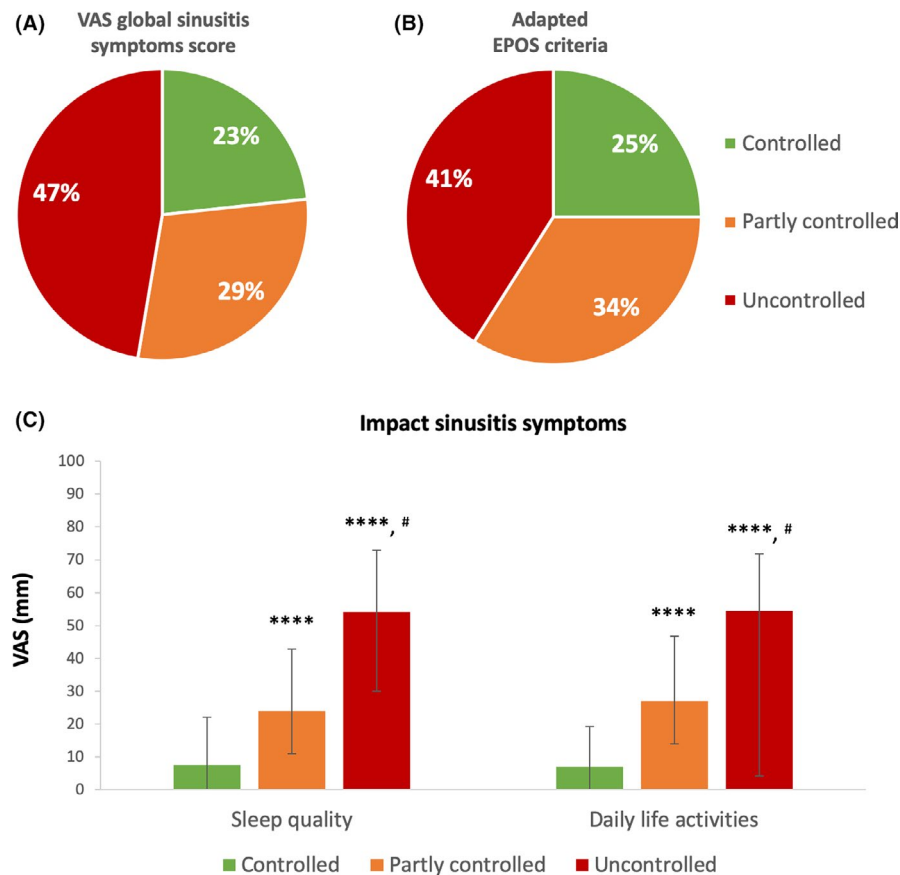 (A)
VAS global sinusitis
symptoms score
23%
29%
47%
(B)
Adapted
EPOS criteria
25%
34%
41%
Controlled
Partly controlled
Uncontrolled
(C)
Impact sinusitis symptoms
VAS (mm)
100
90
80
70
60
50
40
30
20
10
0
****
****, #
****
****, #
Sleep quality
Daily life activities
Controlled
Partly controlled
Uncontrolled